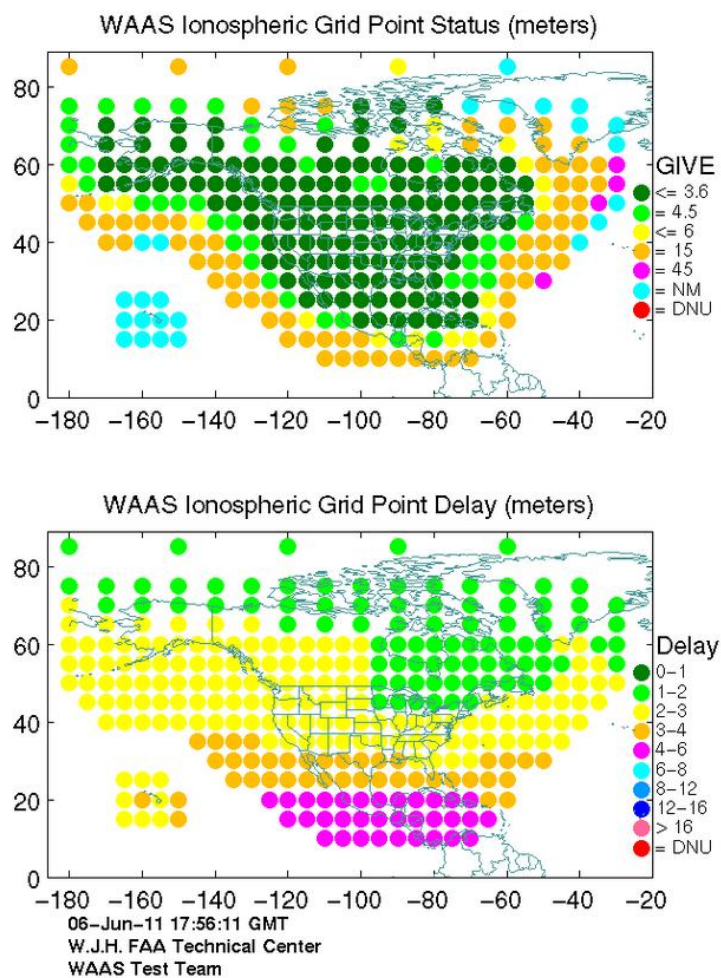 WAAS Ionospheric Grid Point Status (meters)
80
60
40
20
0
−180 −160 −140 −120 −100 −80 −60 −40 −20
GIVE
<= 3.6
= 4.5
<= 6
= 15
= 45
= NM
= DNU
WAAS Ionospheric Grid Point Delay (meters)
80
60
40
20
0
−180 −160 −140 −120 −100 −80 −60 −40 −20
Delay
0−1
1−2
2−3
3−4
4−6
6−8
8−12
12−16
> 16
= DNU
06−Jun−11 17:56:11 GMT
W.J.H. FAA Technical Center
WAAS Test Team